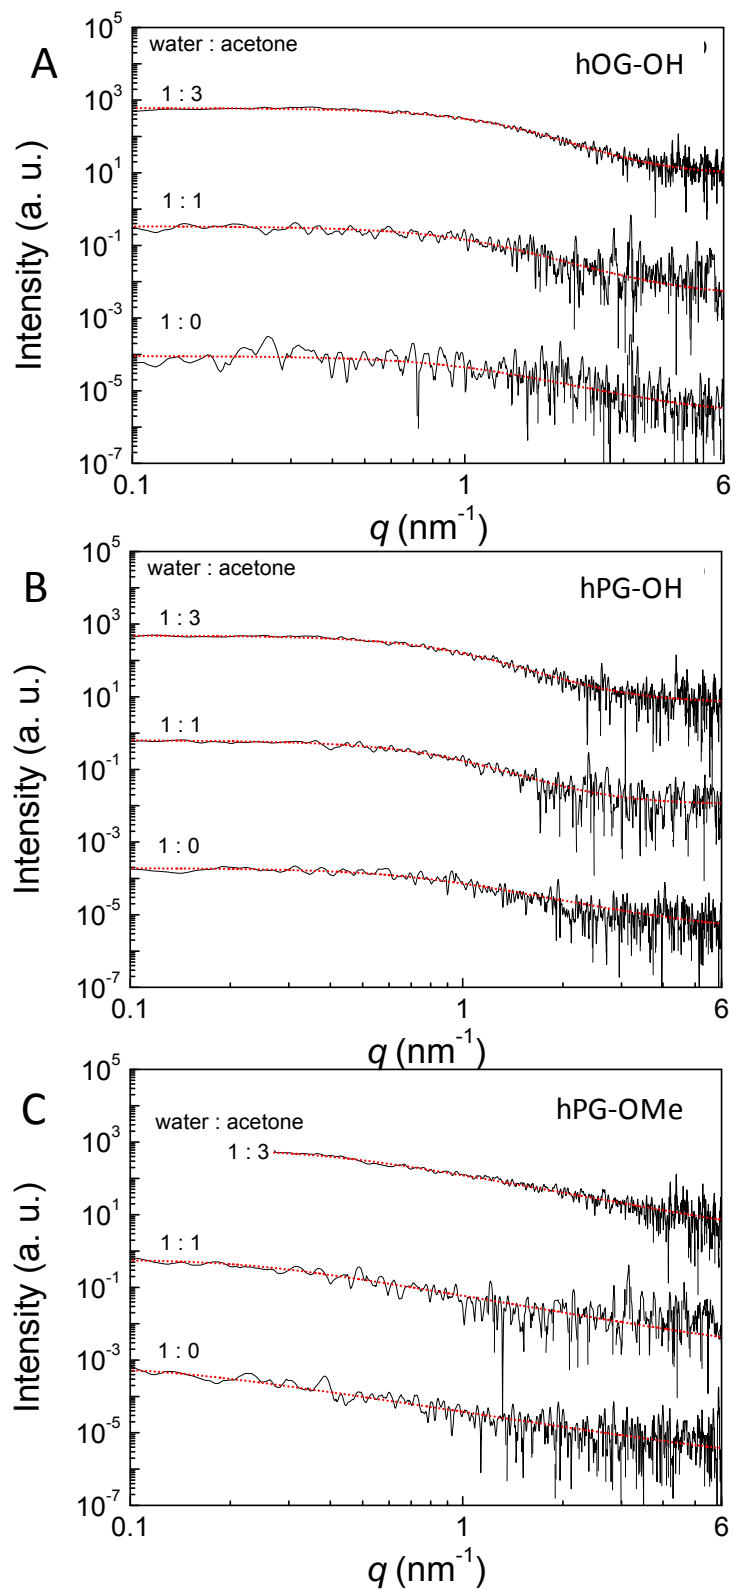 A
water : acetone
hOG-OH
1 : 3
1 : 1
1 : 0
Intensity (a. u.)
10^5
10^3
10^1
10^-1
10^-3
10^-5
10^-7
0.1
1
6
q (nm^-1)
B
water : acetone
hPG-OH
1 : 3
1 : 1
1 : 0
Intensity (a. u.)
10^5
10^3
10^1
10^-1
10^-3
10^-5
10^-7
0.1
1
6
q (nm^-1)
C
water : acetone
hPG-OMe
1 : 3
1 : 1
1 : 0
Intensity (a. u.)
10^5
10^3
10^1
10^-1
10^-3
10^-5
10^-7
0.1
1
6
q (nm^-1)